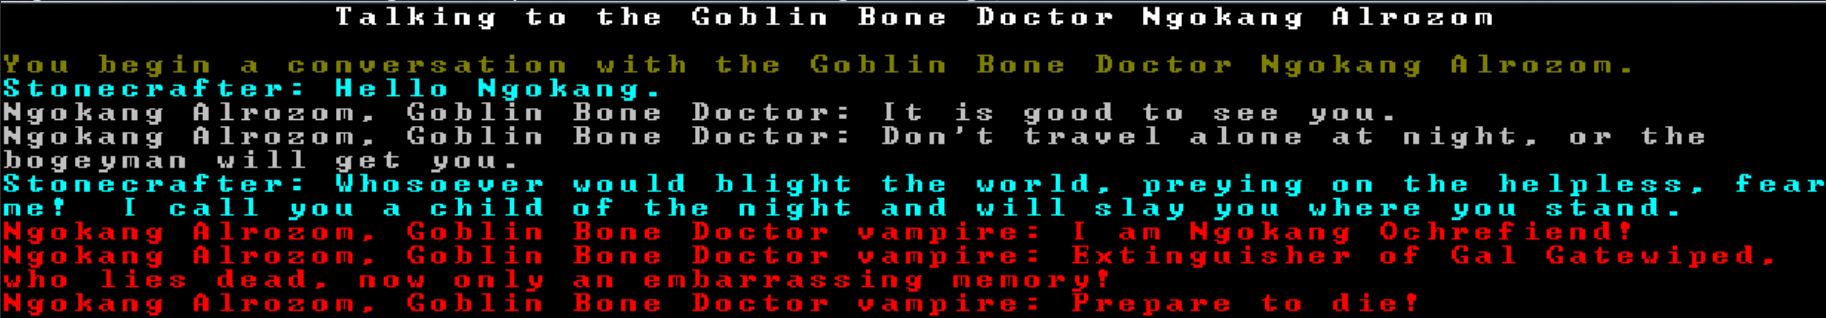 Talking to the Goblin Bone Doctor Ngokang Alrozom
You begin a conversation with the Goblin Bone Doctor Ngokang Alrozom.
Stonecrafter: Hello Ngokang.
Ngokang Alrozom, Goblin Bone Doctor: It is good to see you.
Ngokang Alrozom, Goblin Bone Doctor: Don't travel alone at night, or the
bogeyman will get you.
Stonecrafter: Whosoever would blight the world, preying on the helpless, fear
me!  I call you a child of the night and will slay you where you stand.
Ngokang Alrozom, Goblin Bone Doctor vampire: I am Ngokang Ochrefiend!
Ngokang Alrozom, Goblin Bone Doctor vampire: Extinguisher of Gal Gatewiped,
who lies dead, now only an embarrassing memory!
Ngokang Alrozom, Goblin Bone Doctor vampire: Prepare to die!